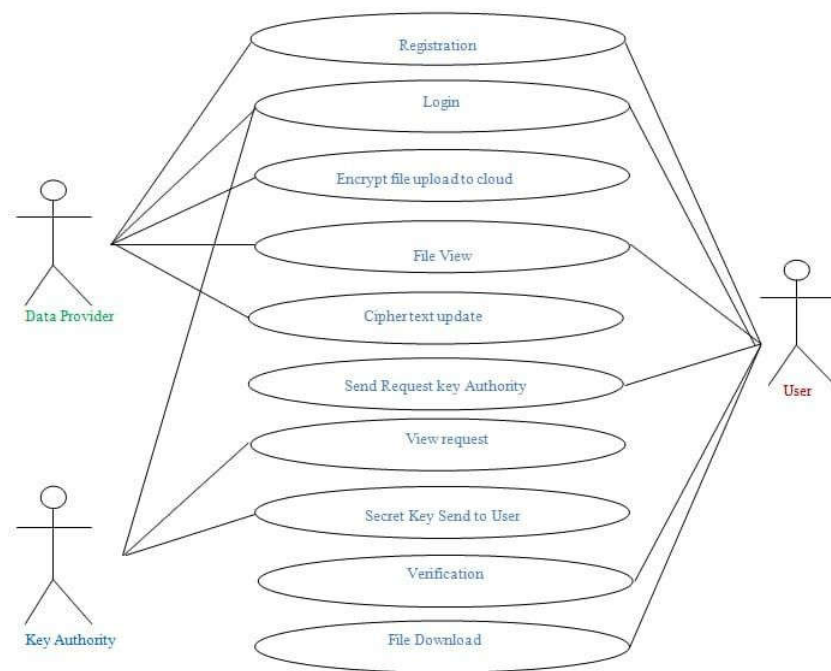 Registration
Login
Encrypt file upload to cloud
File View
Data Provider
Cipher text update
Send Request key Authority
User
View request
Secret Key Send to User
Verification
Key Authority
File Download